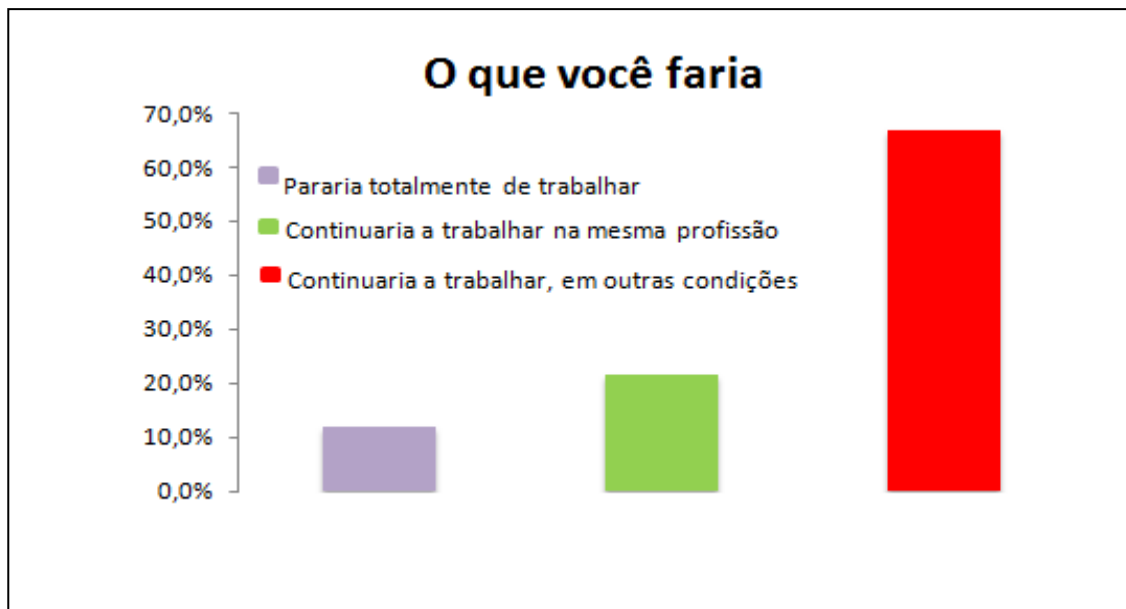 O que você faria
70,0%
60,0%
50,0%
40,0%
30,0%
20,0%
10,0%
0,0%
Pararia totalmente de trabalhar
Continuaria a trabalhar na mesma profissão
Continuaria a trabalhar, em outras condições